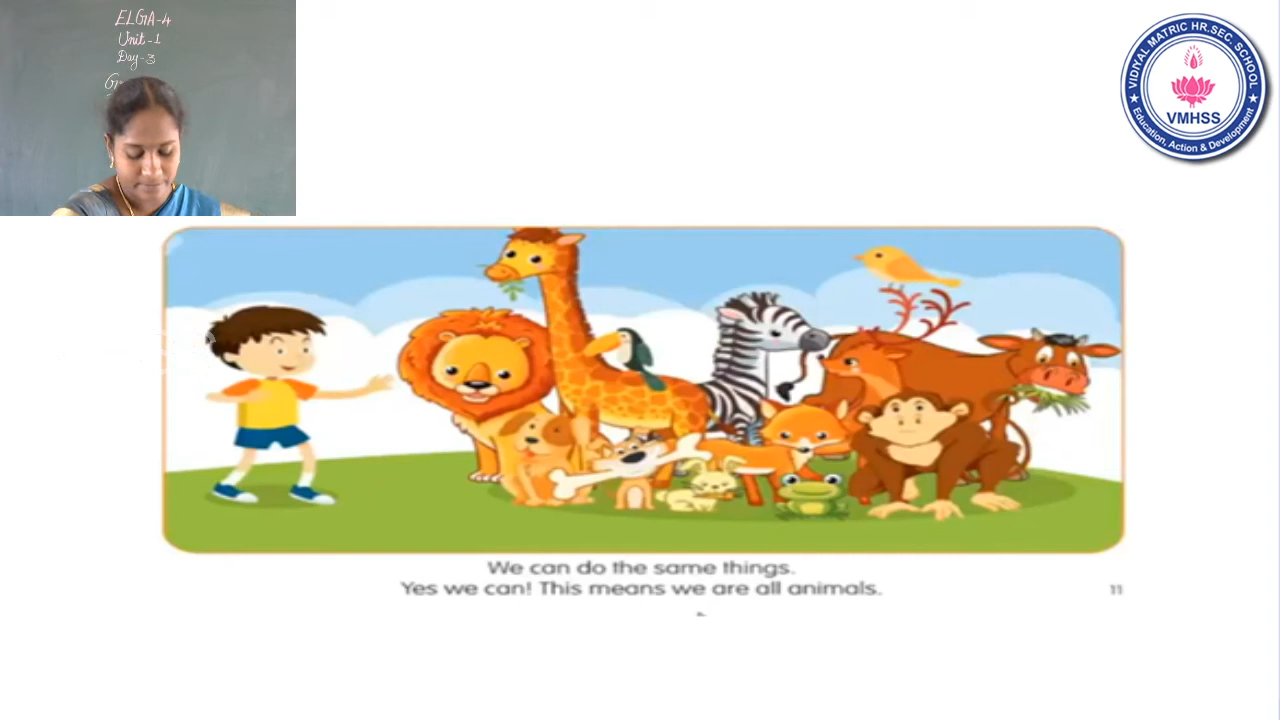 ELGA-4
Unit-1
Day-3
VIDIYAL MATRIC HR.SEC. SCHOOL
VMHSS
Education, Action & Development
We can do the same things.
Yes we can! This means we are all animals.
11